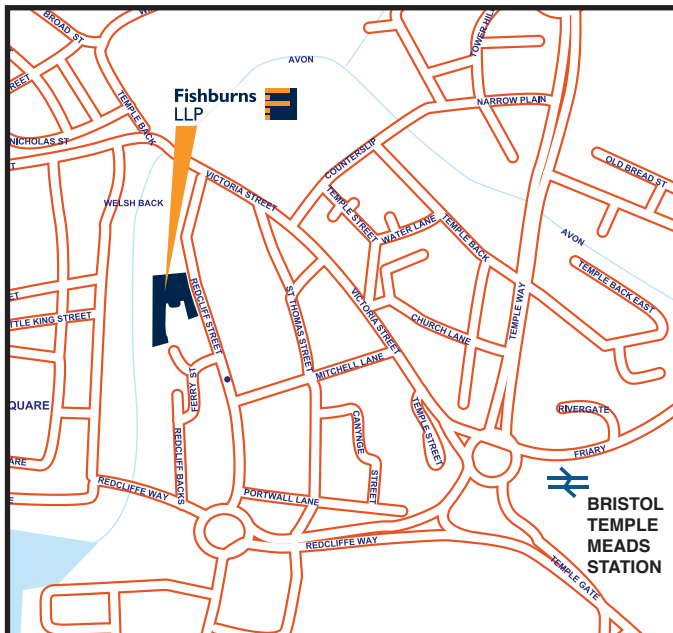 BROAD ST
TOWER HILL
AVON
REET
TEMPLE BACK
Fishburns
LLP
NARROW PLAIN
NICHOLAS ST
COUNTERSLIP
OLD BREAD ST
VICTORIA STREET
WELSH BACK
TEMPLE STREET
WATER LANE
TEMPLE BACK
AVON
TEMPLE BACK EAST
REDCLIFF STREET
ST THOMAS STREET
VICTORIA STREET
TEMPLE WAY
ET
TTLE KING STREET
CHURCH LANE
MITCHELL LANE
FERRY ST
QUARE
REDCLIFF BACKS
CANYNGE
STREET
TEMPLE STREET
RIVERGATE
FRIARY
ARE
REDCLIFFE WAY
PORTWALL LANE
E
BRISTOL
TEMPLE
MEADS
STATION
REDCLIFFE WAY
TEMPLE GATE